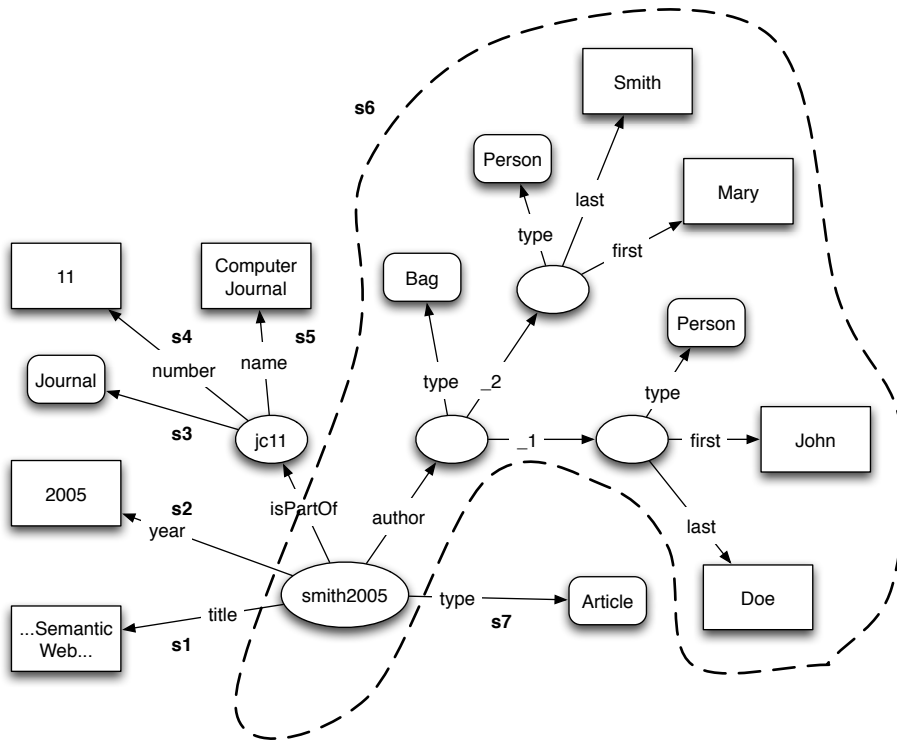 Smith
s6
Person
Mary
last
type
first
11
Computer
Journal
Bag
Person
s4
s5
number
name
type
_2
type
Journal
s3
jc11
_1
first
John
2005
s2
year
isPartOf
author
last
smith2005
type
Article
Doe
...Semantic
Web...
title
s1
s7